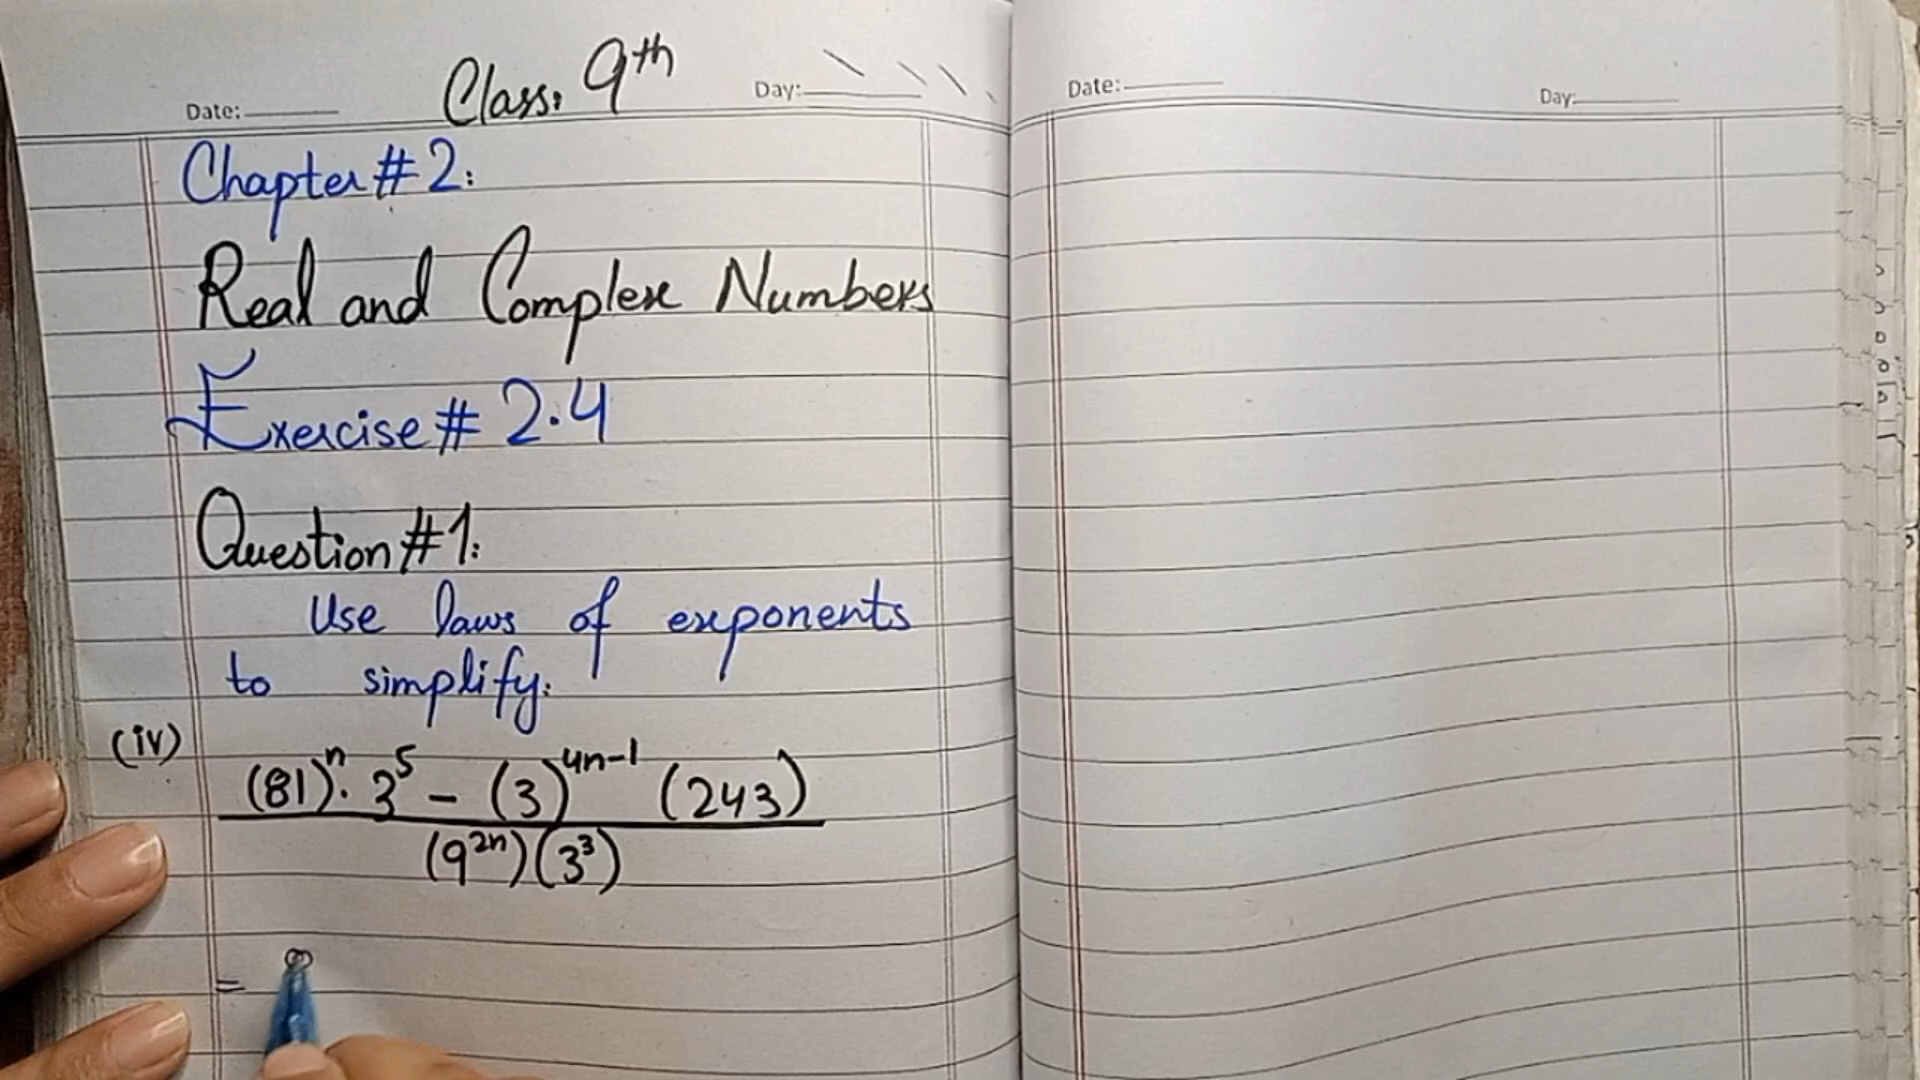 Date: Class: 9th Day:
Chapter # 2:
Real and Complex Numbers
Exercise # 2.4
Question #1:
Use laws of exponents
to simplify:
(iv) (81)^n · 3^5 - (3)^{4n-1} (243)
(9^{2n})(3^3)
=
Date: Day: